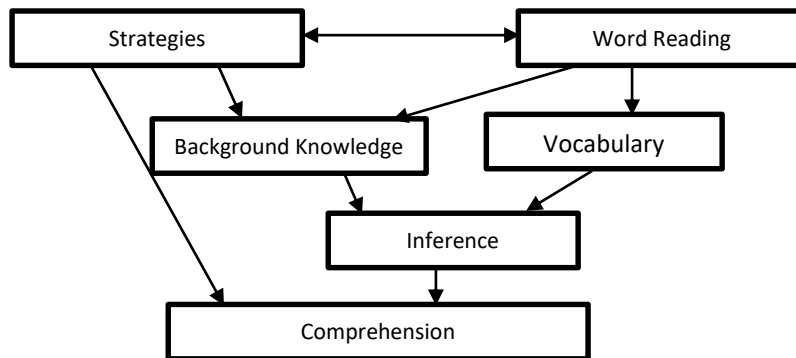 Strategies
Word Reading
Background Knowledge
Vocabulary
Inference
Comprehension